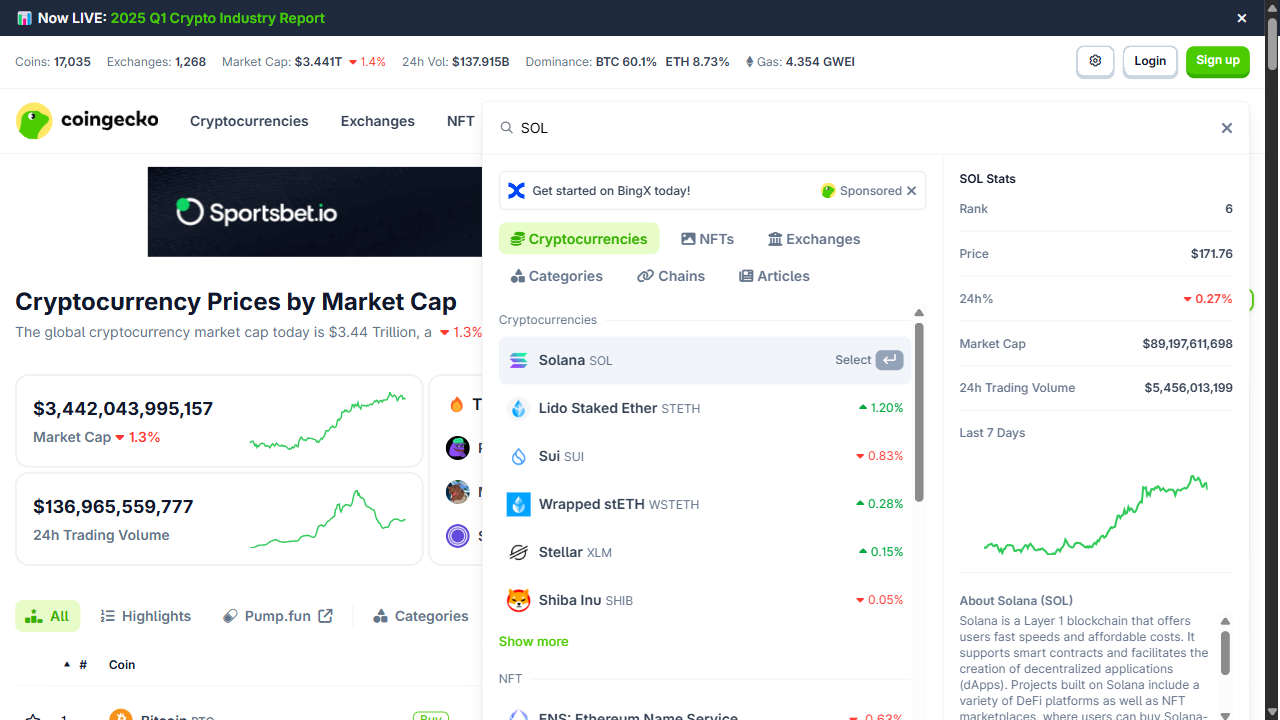 Now LIVE: 2025 Q1 Crypto Industry Report
Coins: 17,035 Exchanges: 1,268 Market Cap: $3.441T 1.4% 24h Vol: $137.915B Dominance: BTC 60.1% ETH 8.73% Gas: 4.354 GWEI
Login
Sign up
coingecko
Cryptocurrencies
Exchanges
NFT
SOL
Sportsbet.io
Cryptocurrency Prices by Market Cap
The global cryptocurrency market cap today is $3.44 Trillion, a 1.3%
$3,442,043,995,157
Market Cap 1.3%
$136,965,559,777
24h Trading Volume
All
Highlights
Pump.fun
Categories
# Coin
1 Bitcoin BTC Buy
Get started on BingX today! Sponsored
Cryptocurrencies NFTs Exchanges
Categories Chains Articles
Cryptocurrencies
Solana SOL Select
Lido Staked Ether STETH 1.20%
Sui SUI 0.83%
Wrapped stETH WSTETH 0.28%
Stellar XLM 0.15%
Shiba Inu SHIB 0.05%
Show more
NFT
ENS: Ethereum Name Service 0.63%
SOL Stats
Rank 6
Price $171.76
24h% 0.27%
Market Cap $89,197,611,698
24h Trading Volume $5,456,013,199
Last 7 Days
About Solana (SOL)
Solana is a Layer 1 blockchain that offers
users fast speeds and affordable costs. It
supports smart contracts and facilitates the
creation of decentralized applications
(dApps). Projects built on Solana include a
variety of DeFi platforms as well as NFT
marketplaces, where users can buy Solana-